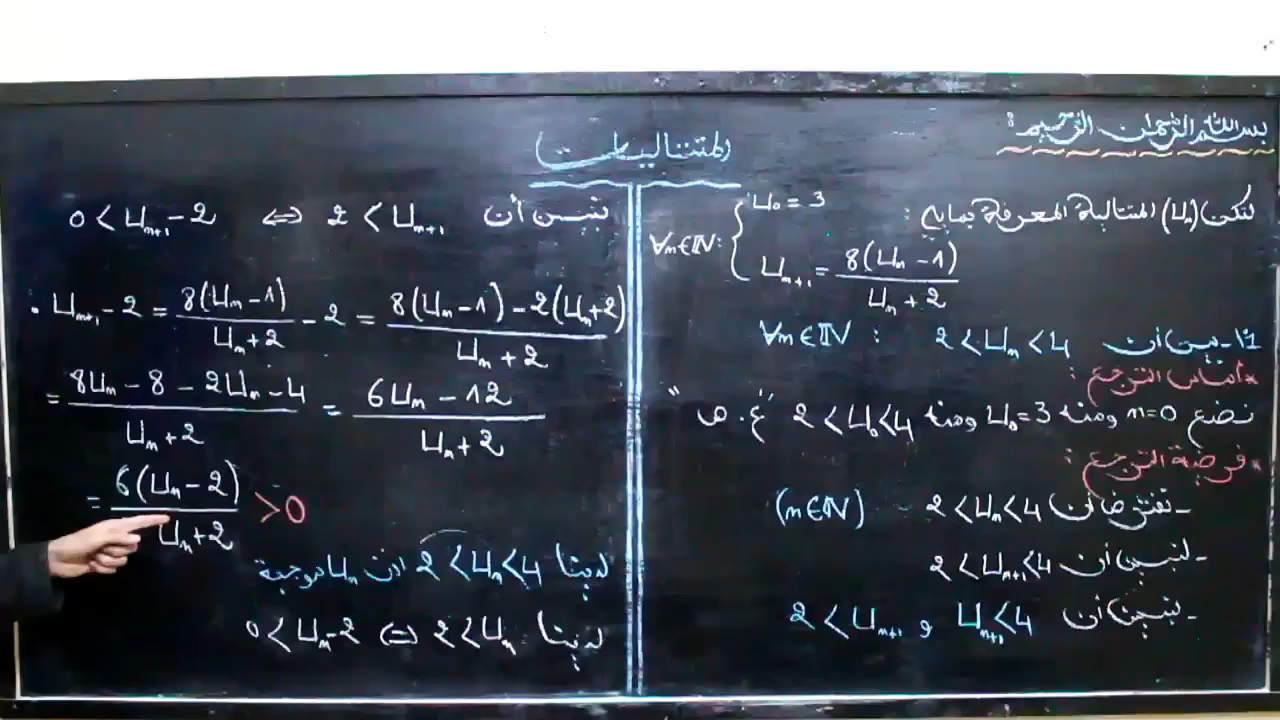 بسم الله الرحمان الرحيم :
المتتاليات
لتكن (Uₙ) المتتالية المعرفة بمايلي :
U₀ = 3
∀n∈ℕ: Uₙ₊₁ = 8(Uₙ - 1) / (Uₙ + 2)
1) - بين أن 2 < Uₙ < 4 : ∀n∈ℕ
* أساس الترجع :
نضع n=0 ومنه U₀=3 ومنه 2 < U₀ < 4 "ع. ص"
* فرضية الترجع :
- نفترض أن 2 < Uₙ < 4 (n∈ℕ)
- لنبين أن 2 < Uₙ₊₁ < 4
- نبين أن Uₙ₊₁ < 4 و 2 < Uₙ₊₁
نبين أن 2 < Uₙ₊₁ ⇔ 0 < Uₙ₊₁ - 2
• Uₙ₊₁ - 2 = 8(Uₙ - 1) / (Uₙ + 2) - 2 = (8(Uₙ - 1) - 2(Uₙ + 2)) / (Uₙ + 2)
= (8Uₙ - 8 - 2Uₙ - 4) / (Uₙ + 2) = (6Uₙ - 12) / (Uₙ + 2)
= 6(Uₙ - 2) / (Uₙ + 2) > 0
لدينا 2 < Uₙ < 4 اذن Uₙ موجبة
لدينا 2 < Uₙ ⇔ 0 < Uₙ - 2